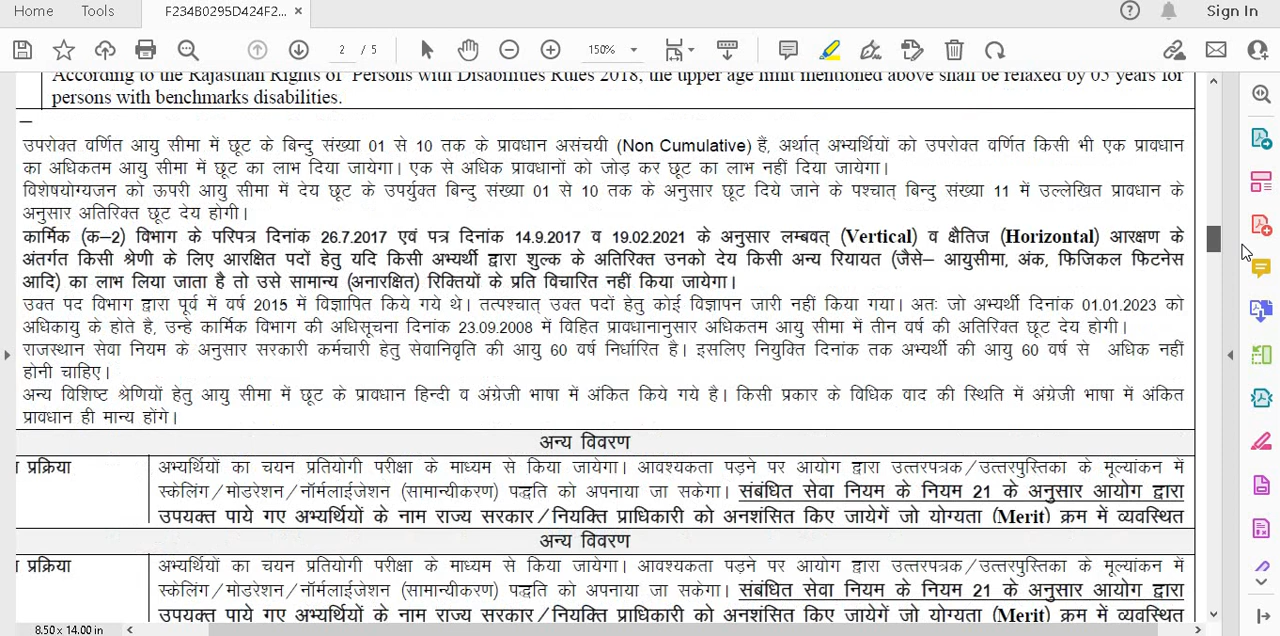 Home Tools F234B0295D424F2... × Sign In
2 / 5 150%
According to the Rajasthan Rights of Persons with Disabilities Rules 2018, the upper age limit mentioned above shall be relaxed by 05 years for
persons with benchmarks disabilities.
–
उपरोक्त वर्णित आयु सीमा में छूट के बिन्दु संख्या 01 से 10 तक के प्रावधान असंचयी (Non Cumulative) हैं, अर्थात् अभ्यर्थियों को उपरोक्त वर्णित किसी भी एक प्रावधान
का अधिकतम आयु सीमा में छूट का लाभ दिया जायेगा। एक से अधिक प्रावधानों को जोड़ कर छूट का लाभ नहीं दिया जायेगा।
विशेषयोग्यजन को ऊपरी आयु सीमा में देय छूट के उपर्युक्त बिन्दु संख्या 01 से 10 तक के अनुसार छूट दिये जाने के पश्चात् बिन्दु संख्या 11 में उल्लेखित प्रावधान के
अनुसार अतिरिक्त छूट देय होगी।
कार्मिक (क–2) विभाग के परिपत्र दिनांक 26.7.2017 एवं पत्र दिनांक 14.9.2017 व 19.02.2021 के अनुसार लम्बवत् (Vertical) व क्षैतिज (Horizontal) आरक्षण के
अंतर्गत किसी श्रेणी के लिए आरक्षित पदों हेतु यदि किसी अभ्यर्थी द्वारा शुल्क के अतिरिक्त उनको देय किसी अन्य रियायत (जैसे– आयुसीमा, अंक, फिजिकल फिटनेस
आदि) का लाभ लिया जाता है तो उसे सामान्य (अनारक्षित) रिक्तियों के प्रति विचारित नहीं किया जायेगा।
उक्त पद विभाग द्वारा पूर्व में वर्ष 2015 में विज्ञापित किये गये थे। तत्पश्चात् उक्त पदों हेतु कोई विज्ञापन जारी नहीं किया गया। अतः जो अभ्यर्थी दिनांक 01.01.2023 को
अधिकायु के होते है, उन्हे कार्मिक विभाग की अधिसूचना दिनांक 23.09.2008 में विहित प्रावधानानुसार अधिकतम आयु सीमा में तीन वर्ष की अतिरिक्त छूट देय होगी।
राजस्थान सेवा नियम के अनुसार सरकारी कर्मचारी हेतु सेवानिवृति की आयु 60 वर्ष निर्धारित है। इसलिए नियुक्ति दिनांक तक अभ्यर्थी की आयु 60 वर्ष से अधिक नहीं
होनी चाहिए।
अन्य विशिष्ट श्रेणियों हेतु आयु सीमा में छूट के प्रावधान हिन्दी व अंग्रेजी भाषा में अंकित किये गये है। किसी प्रकार के विधिक वाद की स्थिति में अंग्रेजी भाषा में अंकित
प्रावधान ही मान्य होंगे।
अन्य विवरण
प्रक्रिया अभ्यर्थियों का चयन प्रतियोगी परीक्षा के माध्यम से किया जायेगा। आवश्यकता पड़ने पर आयोग द्वारा उत्तरपत्रक/उत्तरपुस्तिका के मूल्यांकन में
स्केलिंग/मोडरेशन/नॉर्मलाईजेशन (सामान्यीकरण) पद्धति को अपनाया जा सकेगा। संबंधित सेवा नियम के नियम 21 के अनुसार आयोग द्वारा
उपयक्त पाये गए अभ्यर्थियों के नाम राज्य सरकार/नियक्ति प्राधिकारी को अनशंसित किए जायेगें जो योग्यता (Merit) क्रम में व्यवस्थित
अन्य विवरण
प्रक्रिया अभ्यर्थियों का चयन प्रतियोगी परीक्षा के माध्यम से किया जायेगा। आवश्यकता पड़ने पर आयोग द्वारा उत्तरपत्रक/उत्तरपुस्तिका के मूल्यांकन में
स्केलिंग/मोडरेशन/नॉर्मलाईजेशन (सामान्यीकरण) पद्धति को अपनाया जा सकेगा। संबंधित सेवा नियम के नियम 21 के अनुसार आयोग द्वारा
उपयक्त पाये गए अभ्यर्थियों के नाम राज्य सरकार/नियक्ति प्राधिकारी को अनशंसित किए जायेगें जो योग्यता (Merit) क्रम में व्यवस्थित
8.50 x 14.00 in